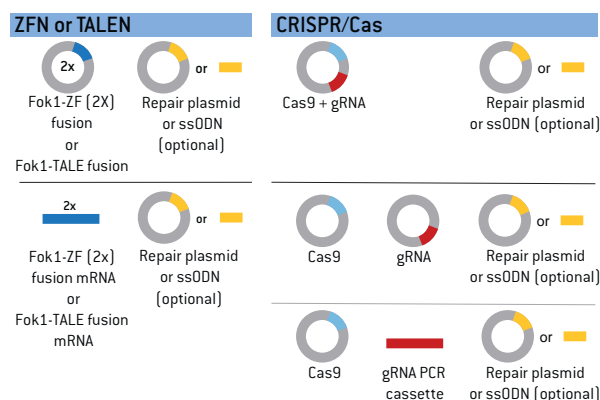 ZFN or TALEN
2x
or
Fok1-ZF (2X)
fusion
or
Fok1-TALE fusion
Repair plasmid
or ssODN
(optional)
2x
or
Fok1-ZF (2x)
fusion mRNA
or
Fok1-TALE fusion
mRNA
Repair plasmid
or ssODN
(optional)
CRISPR/Cas
or
Cas9 + gRNA
Repair plasmid
or ssODN (optional)
or
Cas9
gRNA
Repair plasmid
or ssODN (optional)
or
Cas9
gRNA PCR
cassette
Repair plasmid
or ssODN (optional)